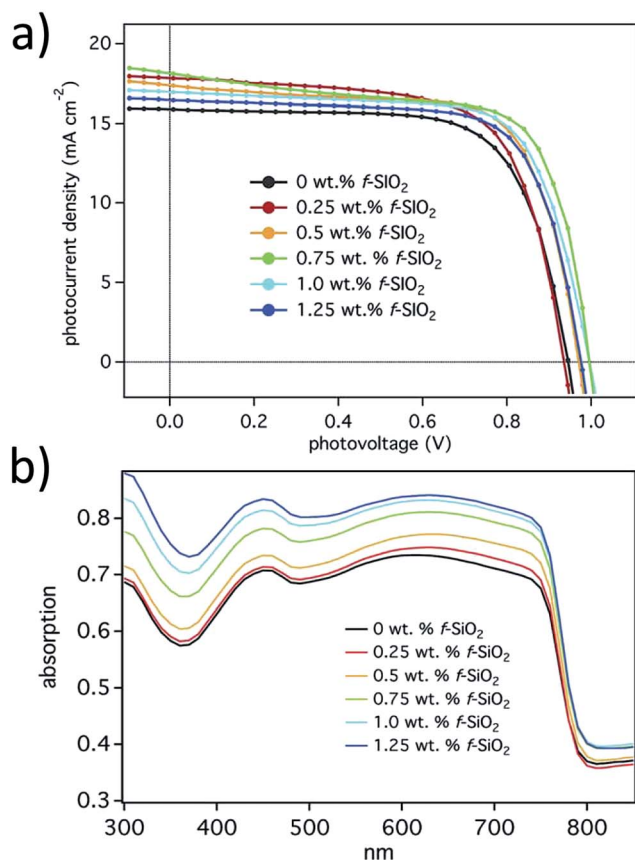 a)
photocurrent density (mA cm⁻²)
20
15
10
5
0
0 wt.% f-SIO₂
0.25 wt.% f-SIO₂
0.5 wt.% f-SIO₂
0.75 wt. % f-SIO₂
1.0 wt.% f-SIO₂
1.25 wt.% f-SIO₂
0.0 0.2 0.4 0.6 0.8 1.0
photovoltage (V)
b)
absorption
0.8
0.7
0.6
0.5
0.4
0.3
0 wt. % f-SiO₂
0.25 wt. % f-SiO₂
0.5 wt. % f-SiO₂
0.75 wt. % f-SiO₂
1.0 wt. % f-SiO₂
1.25 wt. % f-SiO₂
300 400 500 600 700 800
nm